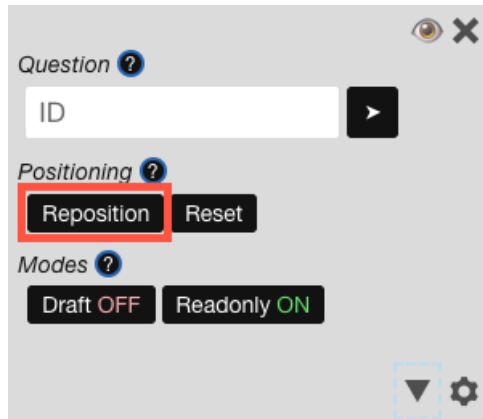 Question ?
ID ➤
Positioning ?
Reposition Reset
Modes ?
Draft OFF Readonly ON